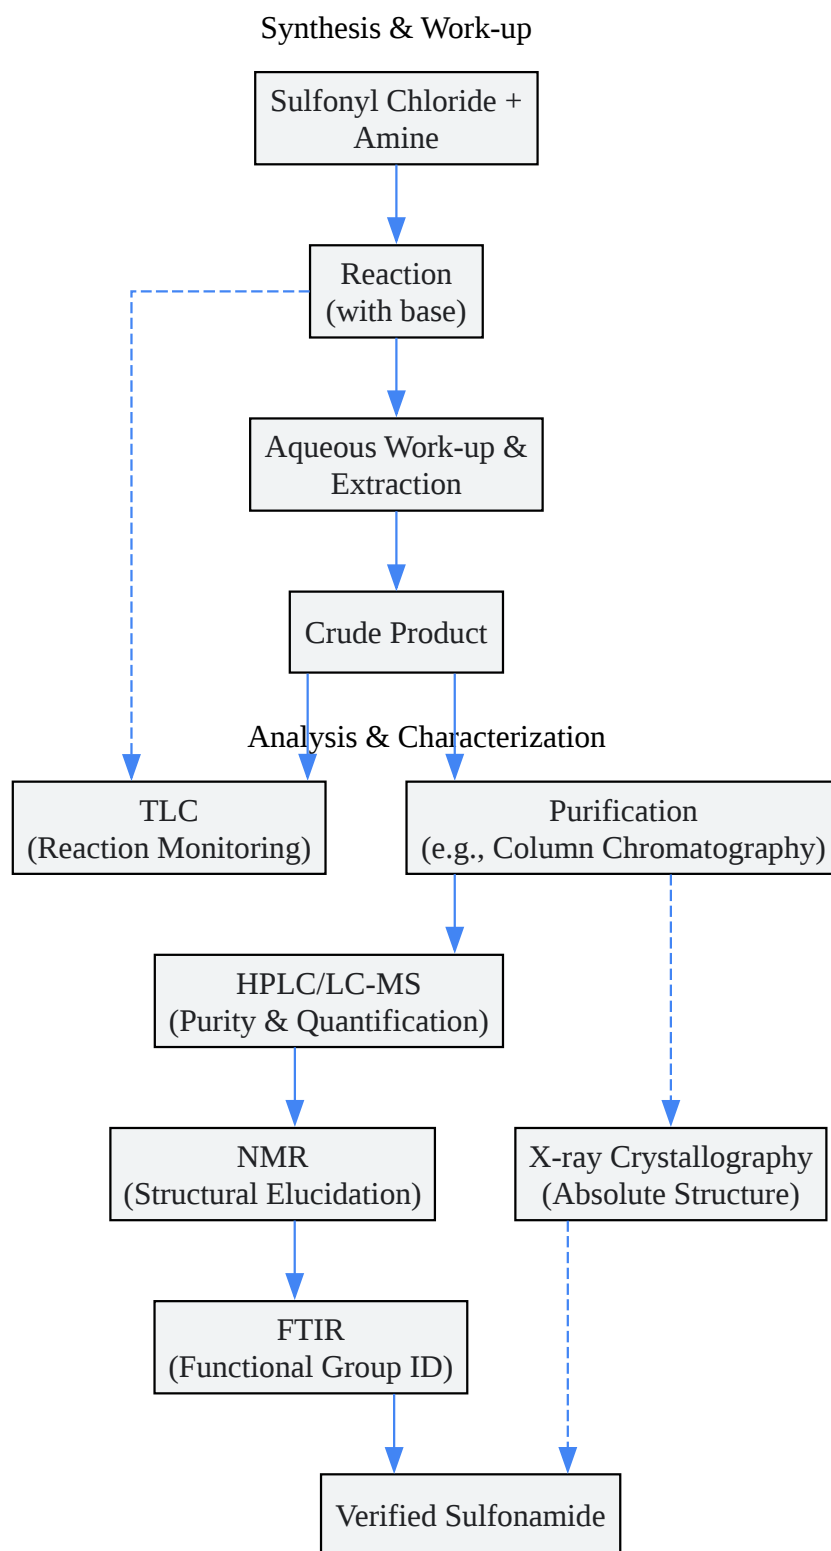 Synthesis & Work-up
Sulfonyl Chloride +
Amine
Reaction
(with base)
Aqueous Work-up &
Extraction
Crude Product
Analysis & Characterization
TLC
(Reaction Monitoring)
Purification
(e.g., Column Chromatography)
HPLC/LC-MS
(Purity & Quantification)
NMR
(Structural Elucidation)
X-ray Crystallography
(Absolute Structure)
FTIR
(Functional Group ID)
Verified Sulfonamide